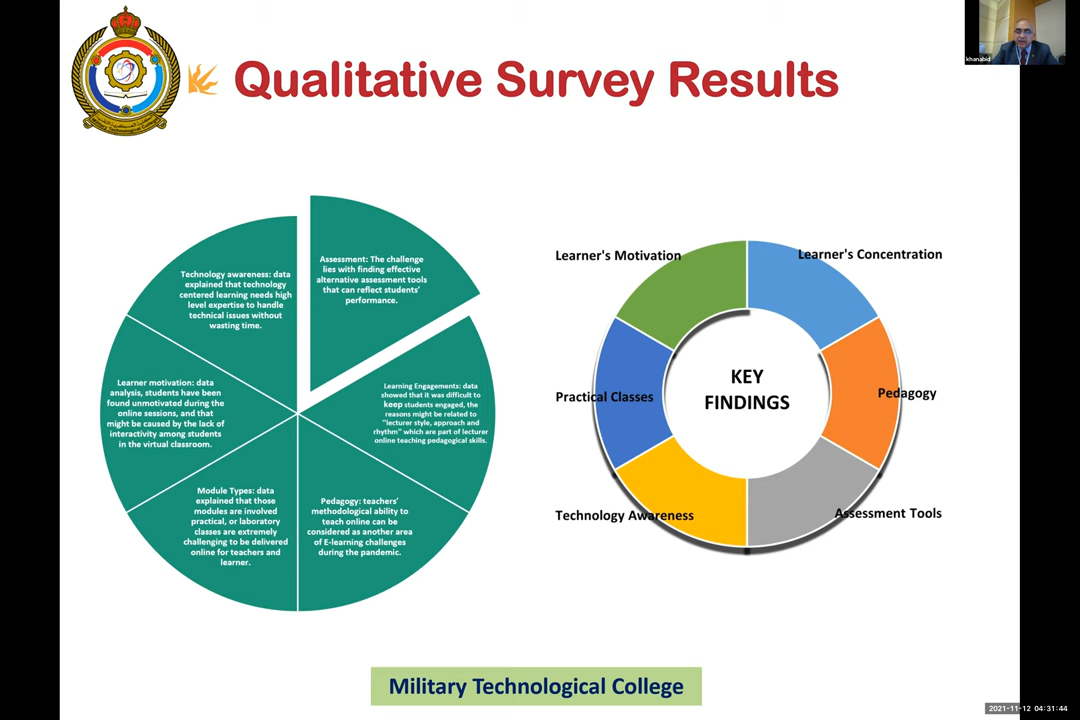 Qualitative Survey Results
khanabid
Military Technological College
Assessment: The challenge
lies with finding effective
alternative assessment tools
that can reflect students'
performance.
Learning Engagements: data
showed that it was difficult to
keep students engaged, the
reasons might be related to
"lecturer style, approach and
rhythm" which are part of lecturer
online teaching pedagogical skills.
Pedagogy: teachers'
methodological ability to
teach online can be
considered as another area
of E-learning challenges
during the pandemic.
Module Types: data
explained that those
modules are involved
practical, or laboratory
classes are extremely
challenging to be delivered
online for teachers and
learner.
Learner motivation: data
analysis, students have been
found unmotivated during the
online sessions, and that
might be caused by the lack of
interactivity among students
in the virtual classroom.
Technology awareness: data
explained that technology
centered learning needs high
level expertise to handle
technical issues without
wasting time.
Learner's Motivation
Learner's Concentration
Practical Classes
KEY
FINDINGS
Pedagogy
Technology Awareness
Assessment Tools
Military Technological College
2021-11-12 04:31:44